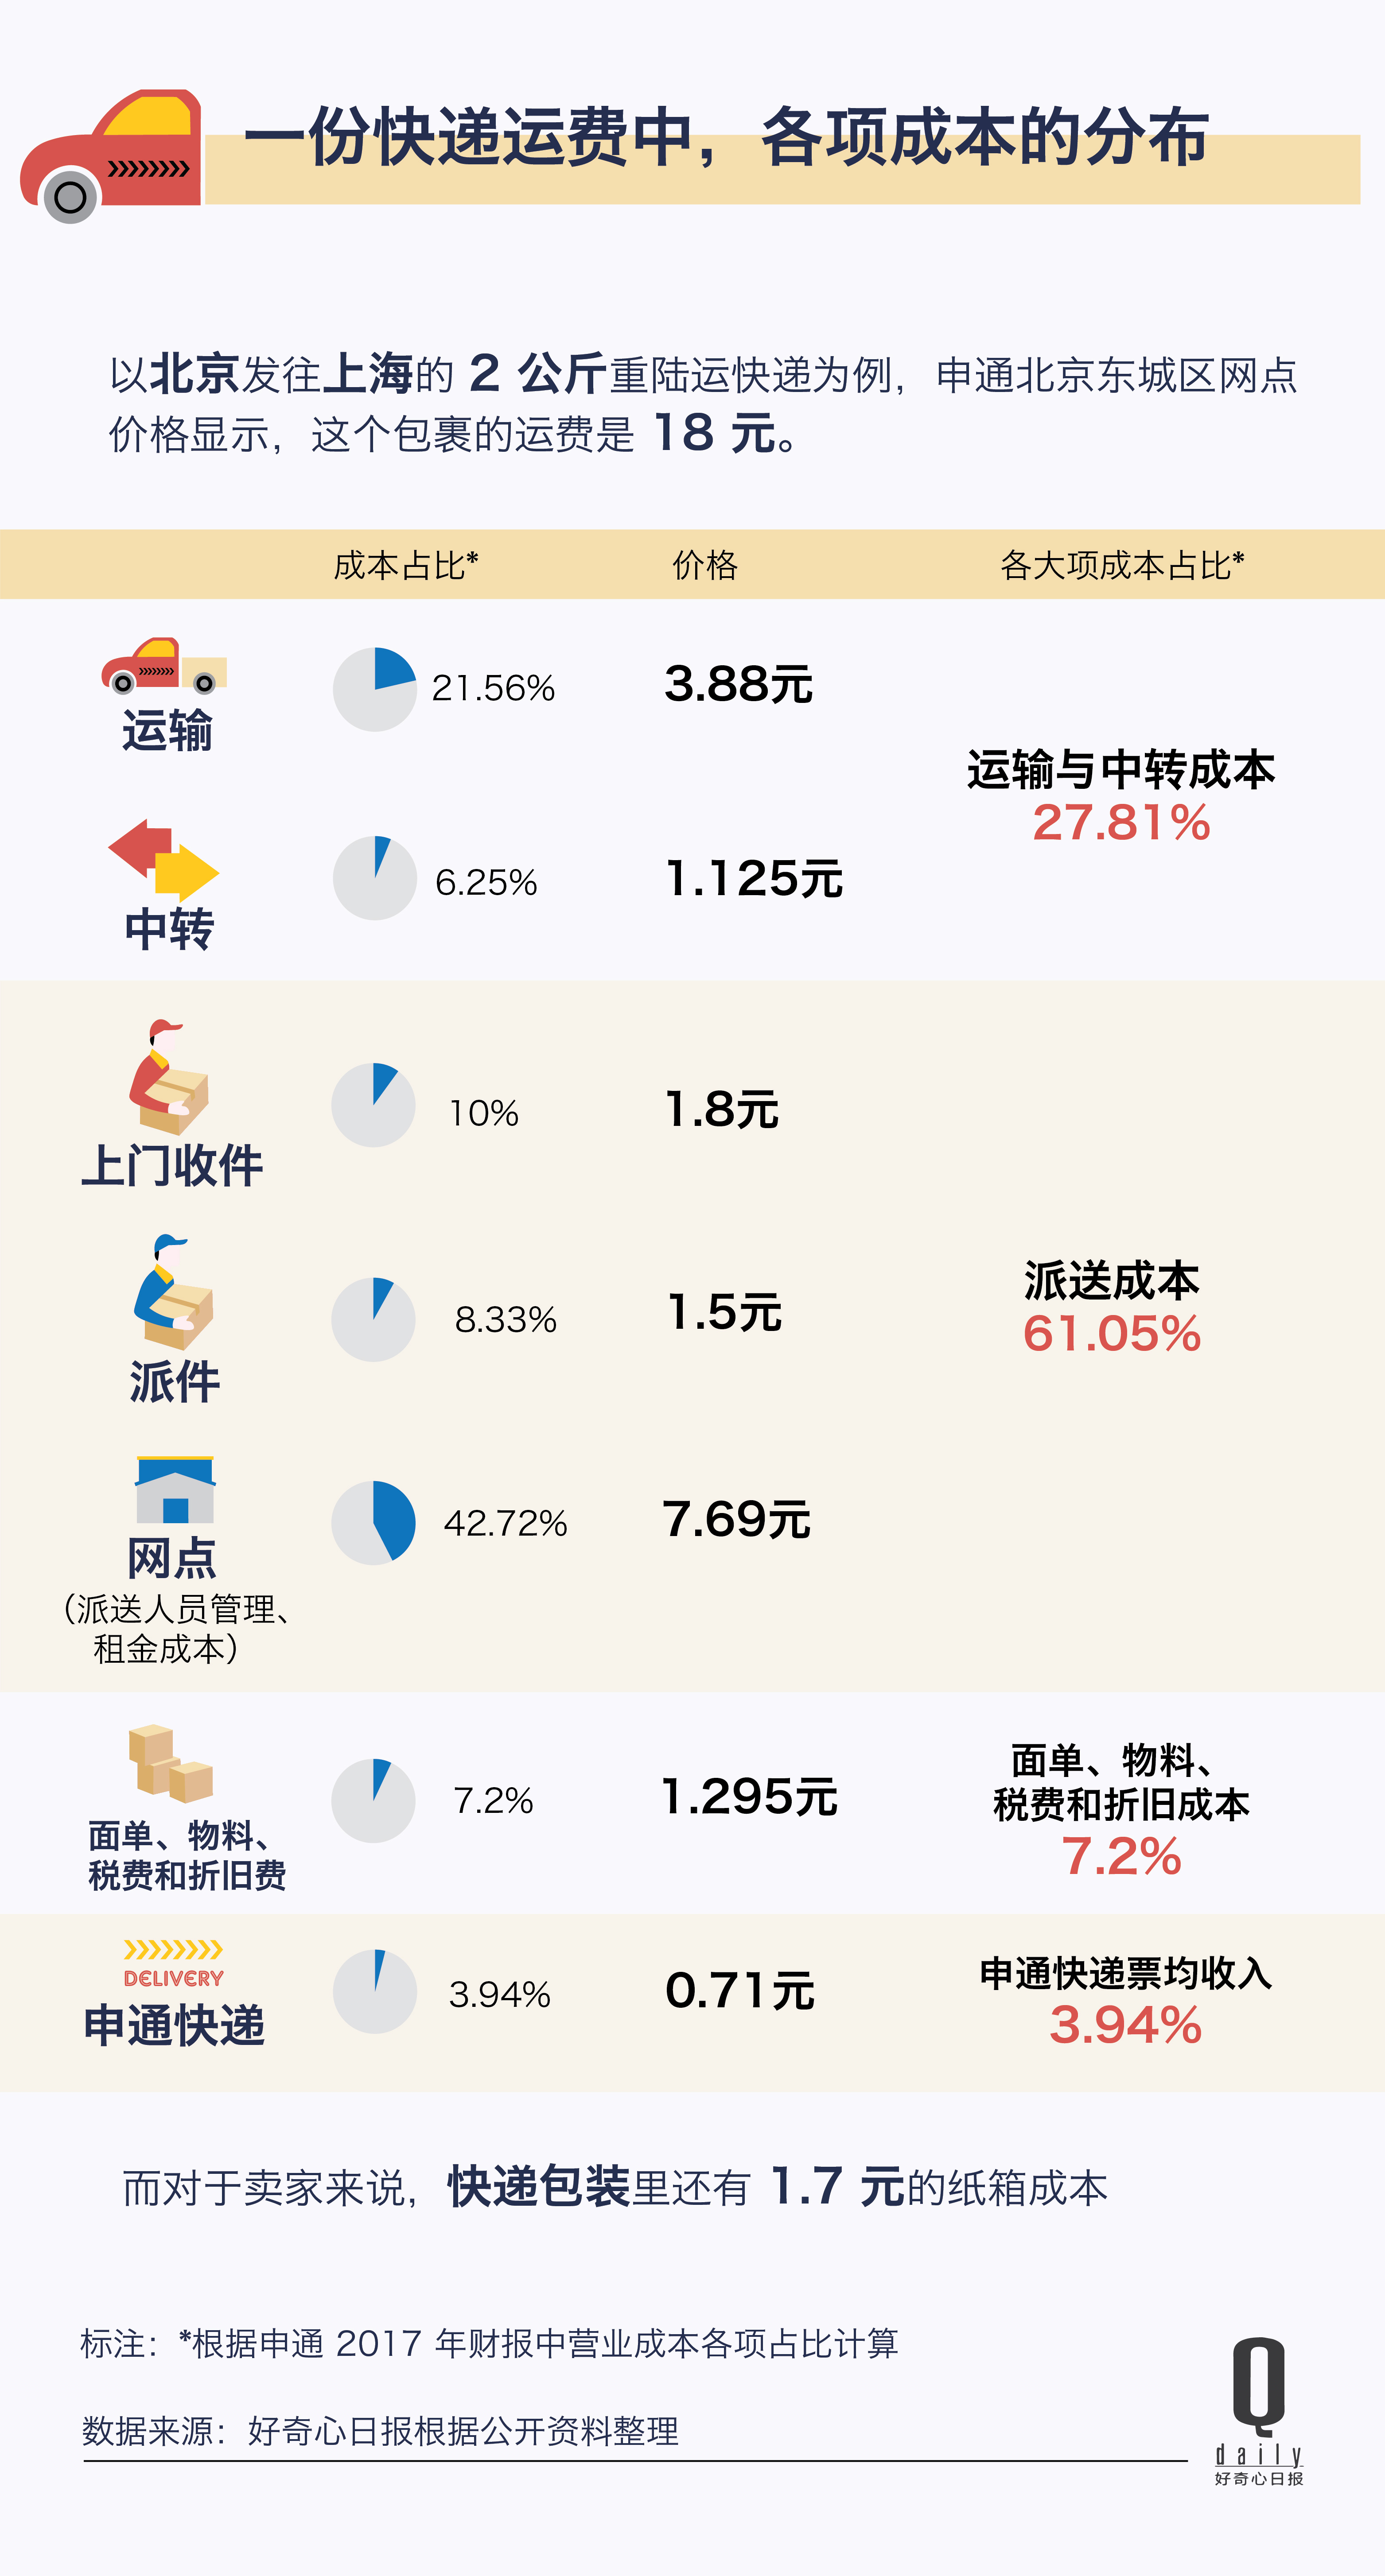 一份快递运费中，各项成本的分布
以北京发往上海的 2 公斤重陆运快递为例，申通北京东城区网点
价格显示，这个包裹的运费是 18 元。
成本占比* 价格 各大项成本占比*
运输 21.56% 3.88元
运输与中转成本
27.81%
中转 6.25% 1.125元
上门收件 10% 1.8元
派件 8.33% 1.5元
派送成本
61.05%
网点 42.72% 7.69元
（派送人员管理、
租金成本）
面单、物料、
税费和折旧费
7.2% 1.295元
面单、物料、
税费和折旧成本
7.2%
DELIVERY
申通快递 3.94% 0.71元
申通快递票均收入
3.94%
而对于卖家来说，快递包装里还有 1.7 元的纸箱成本
标注：*根据申通 2017 年财报中营业成本各项占比计算
数据来源：好奇心日报根据公开资料整理
Q
daily
好奇心日报